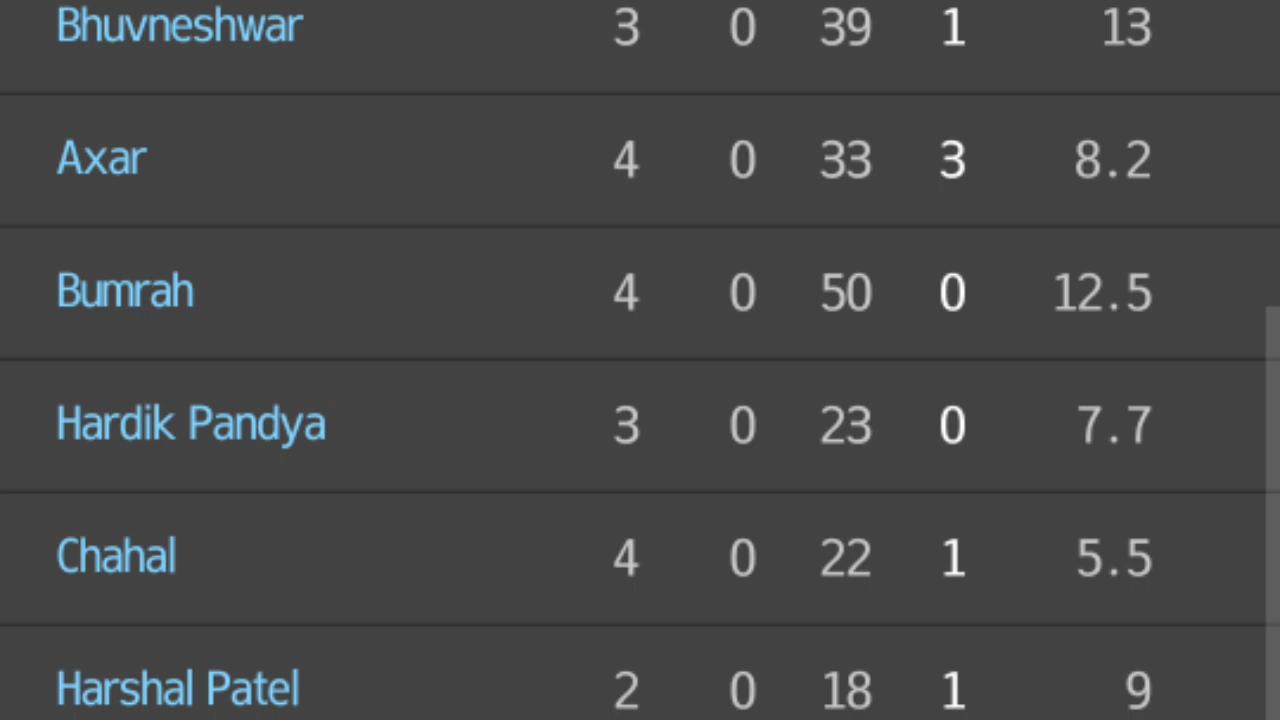 Bhuvneshwar 3 0 39 1 13
Axar 4 0 33 3 8.2
Bumrah 4 0 50 0 12.5
Hardik Pandya 3 0 23 0 7.7
Chahal 4 0 22 1 5.5
Harshal Patel 2 0 18 1 9